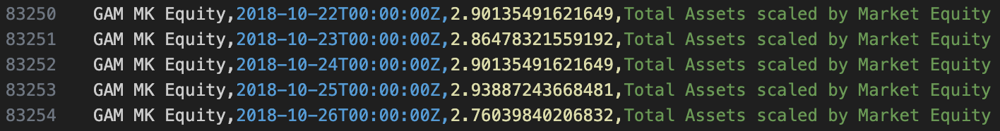 83250 GAM MK Equity,2018-10-22T00:00:00Z,2.90135491621649,Total Assets scaled by Market Equity
83251 GAM MK Equity,2018-10-23T00:00:00Z,2.86478321559192,Total Assets scaled by Market Equity
83252 GAM MK Equity,2018-10-24T00:00:00Z,2.90135491621649,Total Assets scaled by Market Equity
83253 GAM MK Equity,2018-10-25T00:00:00Z,2.93887243668481,Total Assets scaled by Market Equity
83254 GAM MK Equity,2018-10-26T00:00:00Z,2.76039840206832,Total Assets scaled by Market Equity